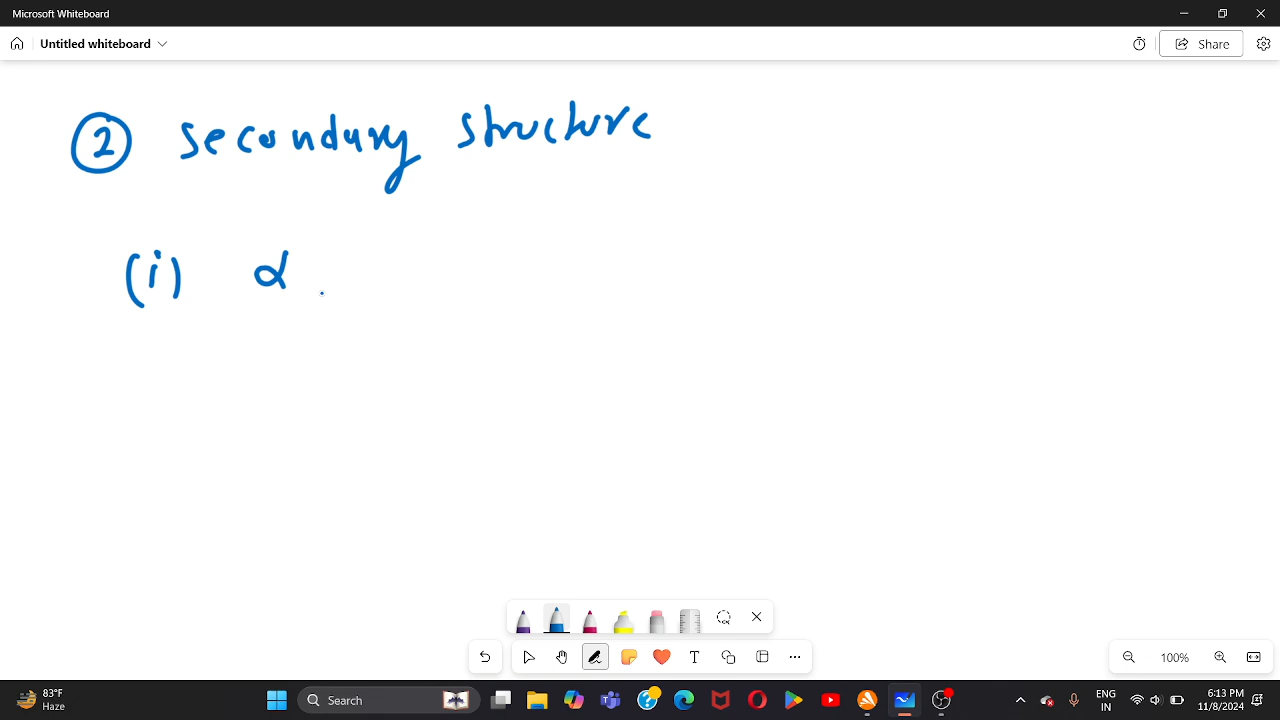 Microsoft Whiteboard
Untitled whiteboard
Share
② Secondary structure
(i) α
100%
83°F
Haze
Search
ENG
IN
6:13 PM
11/8/2024